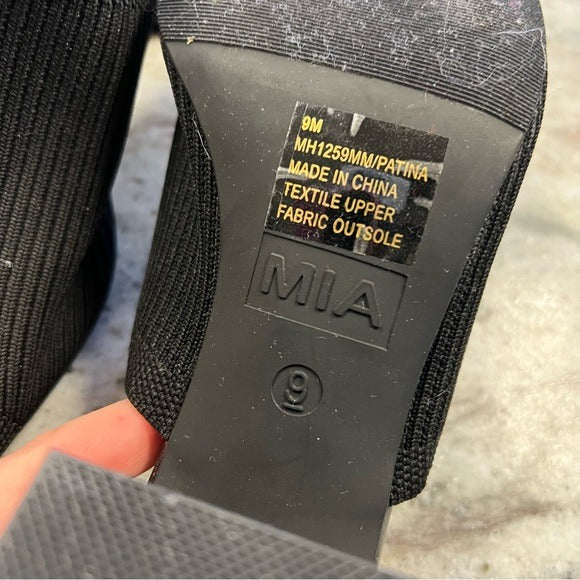 9M
MH1259MM/PATINA
MADE IN CHINA
TEXTILE UPPER
FABRIC OUTSOLE
MIA
9